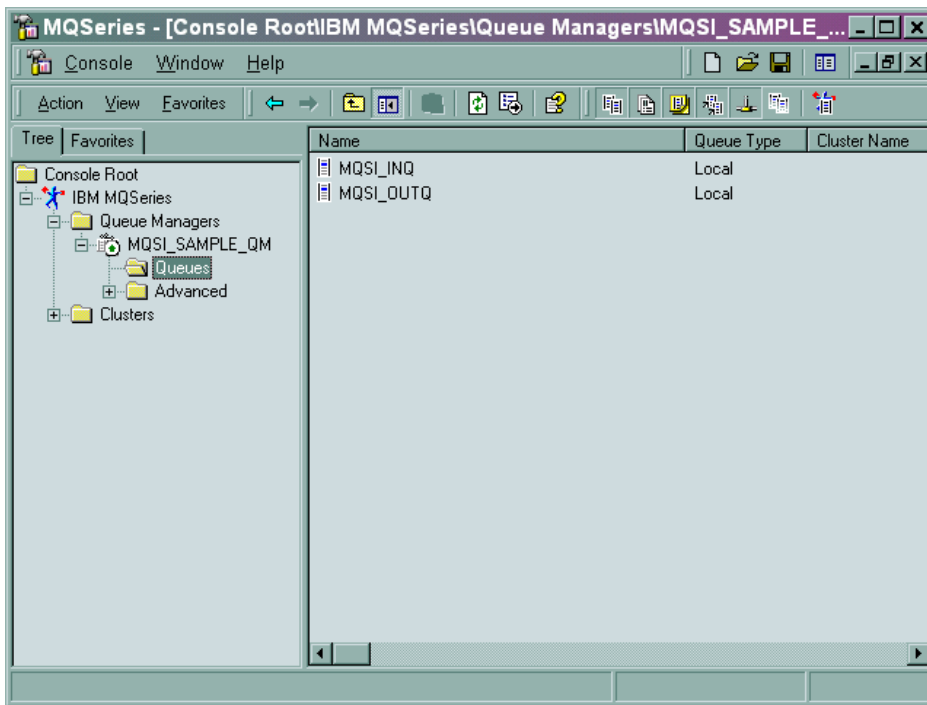 MQSeries - [Console Root\IBM MQSeries\Queue Managers\MQSI_SAMPLE_...
Console Window Help
Action View Favorites
Tree Favorites
Name Queue Type Cluster Name
Console Root
IBM MQSeries
Queue Managers
MQSI_SAMPLE_QM
Queues
Advanced
Clusters
MQSI_INQ Local
MQSI_OUTQ Local